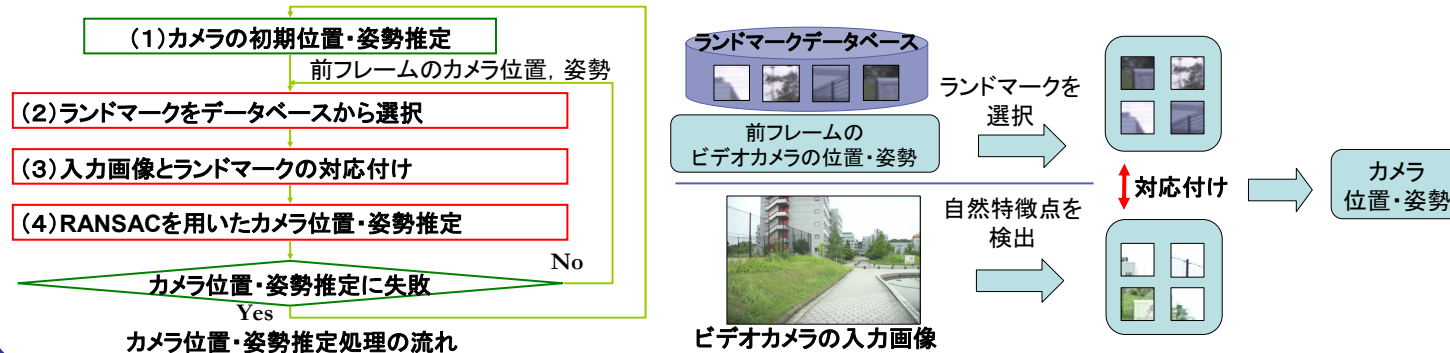 (1)カメラの初期位置・姿勢推定
前フレームのカメラ位置，姿勢
(2)ランドマークをデータベースから選択
(3)入力画像とランドマークの対応付け
(4)RANSACを用いたカメラ位置・姿勢推定
No
カメラ位置・姿勢推定に失敗
Yes
カメラ位置・姿勢推定処理の流れ
ランドマークデータベース
前フレームの
ビデオカメラの位置・姿勢
ランドマークを
選択
ビデオカメラの入力画像
自然特徴点を
検出
対応付け
カメラ
位置・姿勢